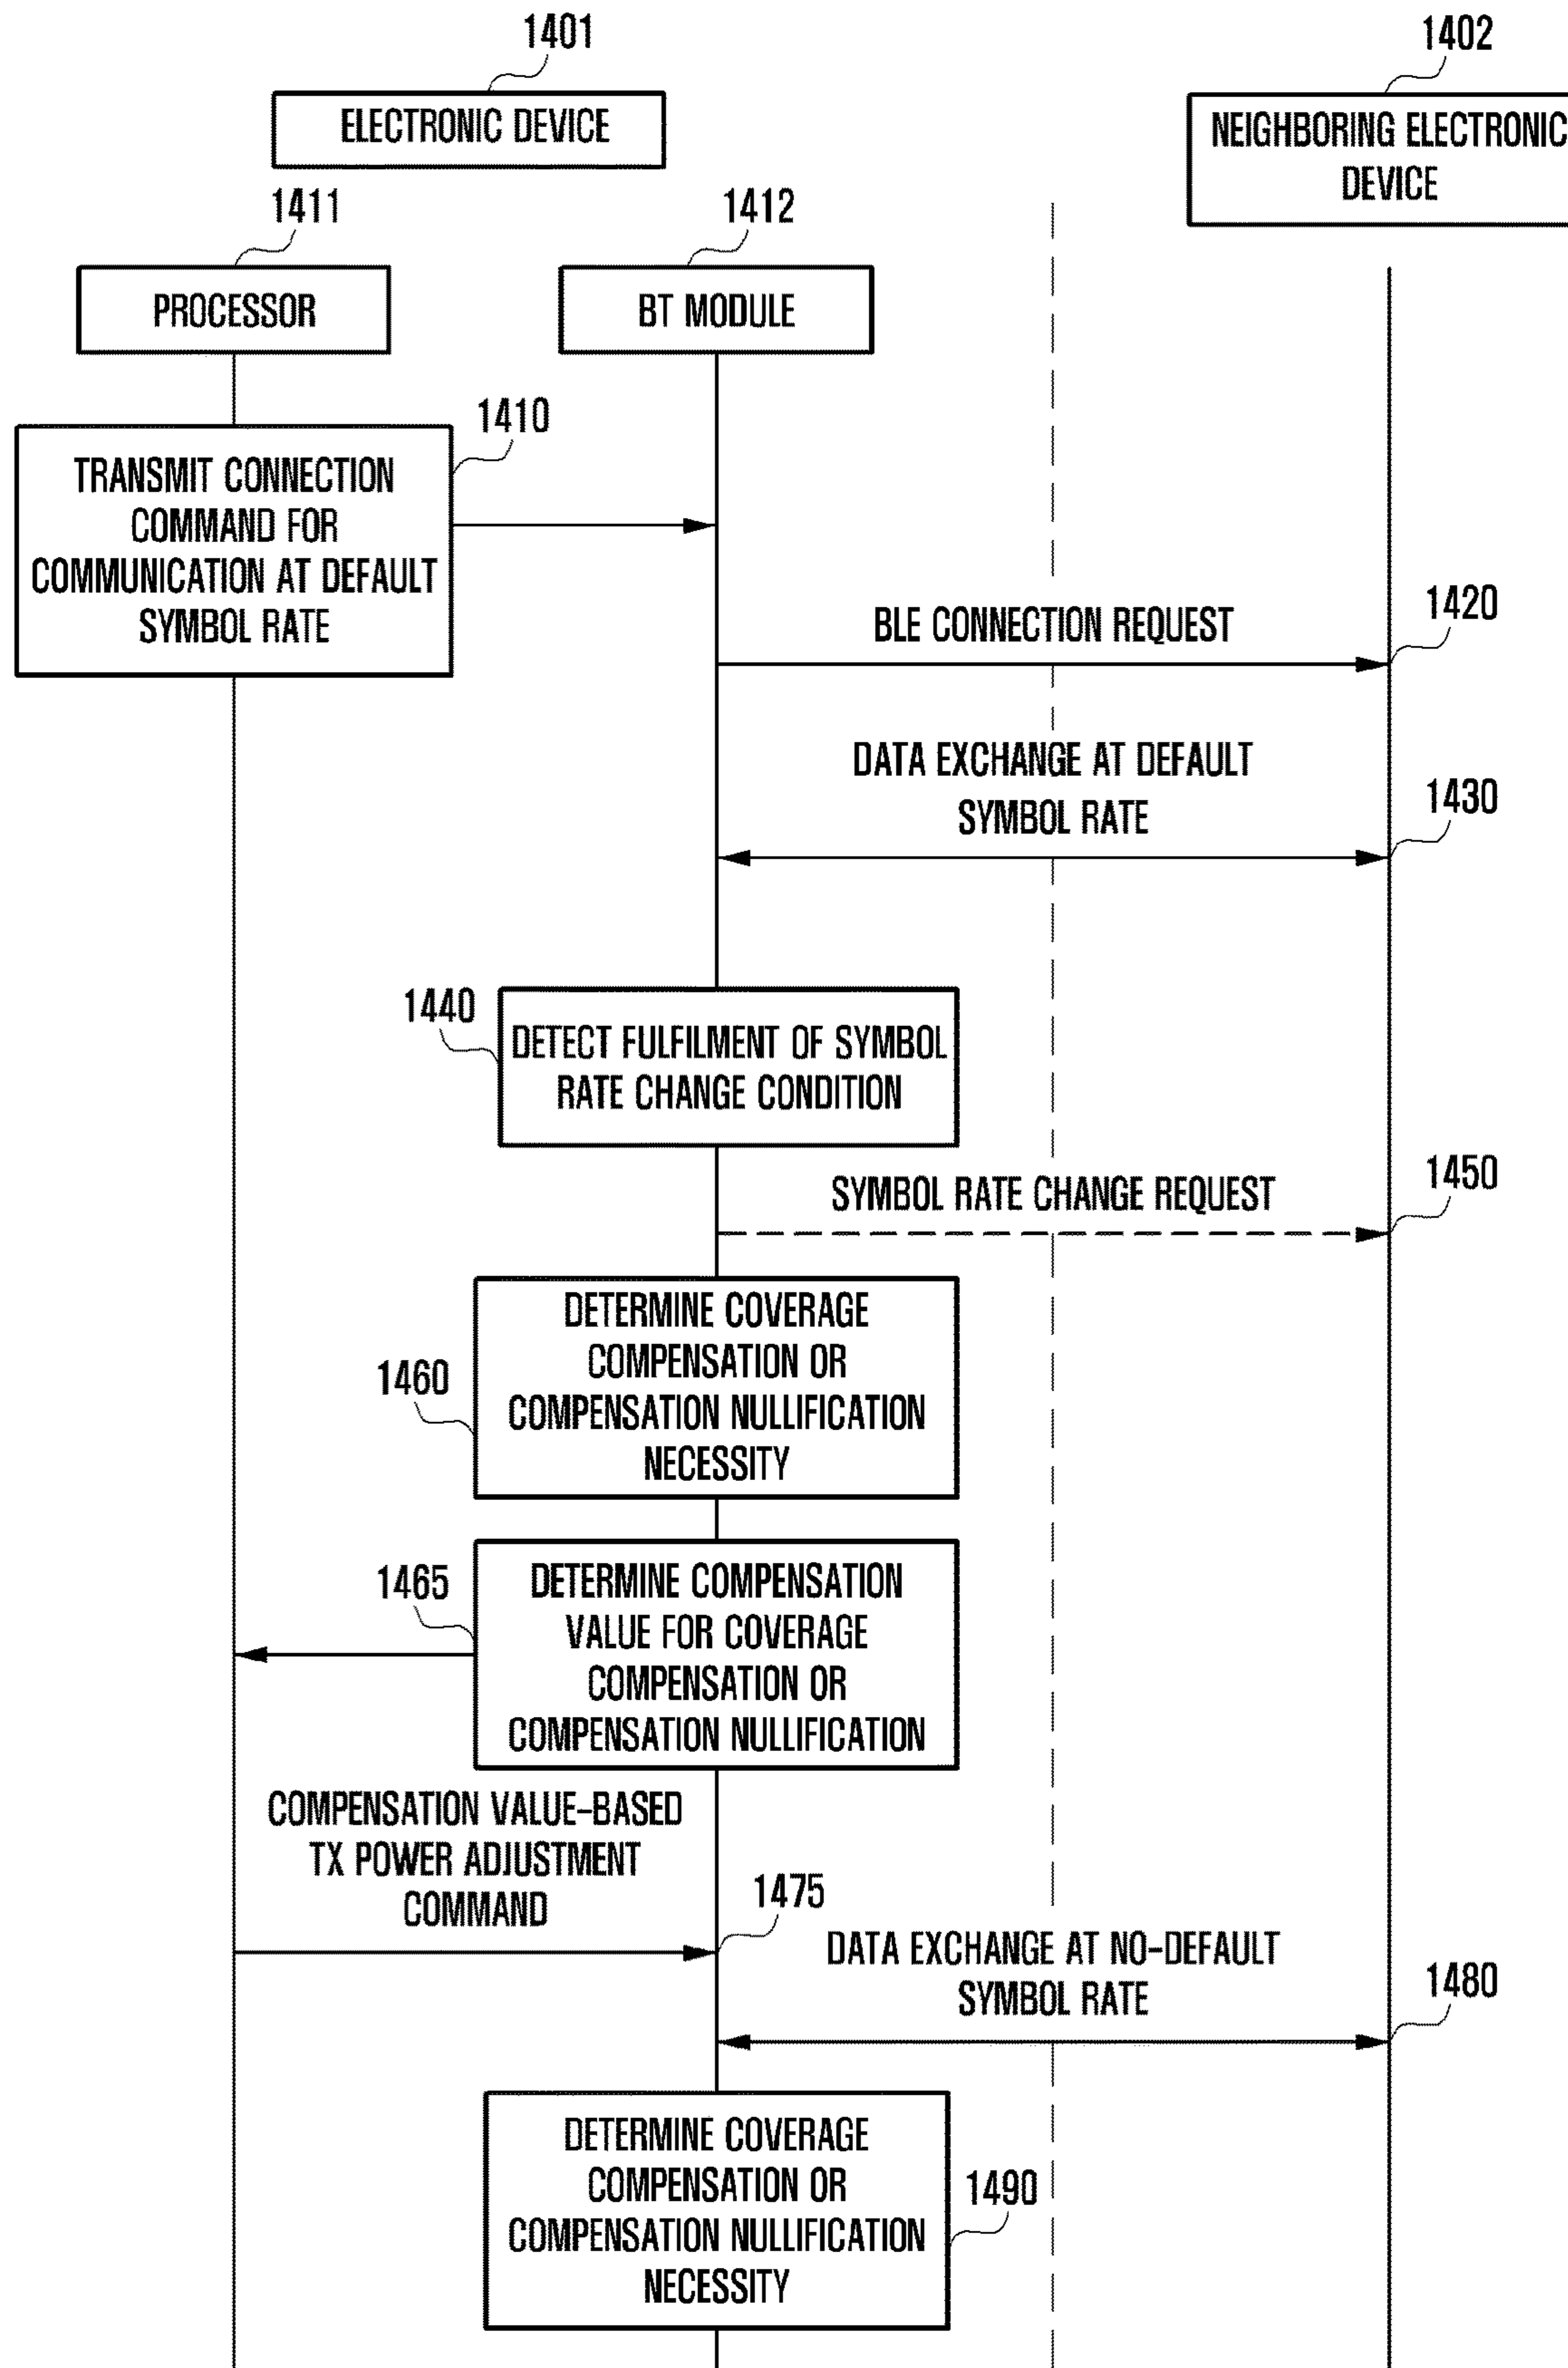 1401
ELECTRONIC DEVICE
1402
NEIGHBORING ELECTRONIC
DEVICE
1411
PROCESSOR
1412
BT MODULE
1410
TRANSMIT CONNECTION
COMMAND FOR
COMMUNICATION AT DEFAULT
SYMBOL RATE
BLE CONNECTION REQUEST
1420
DATA EXCHANGE AT DEFAULT
SYMBOL RATE
1430
1440
DETECT FULFILMENT OF SYMBOL
RATE CHANGE CONDITION
SYMBOL RATE CHANGE REQUEST
1450
1460
DETERMINE COVERAGE
COMPENSATION OR
COMPENSATION NULLIFICATION
NECESSITY
1465
DETERMINE COMPENSATION
VALUE FOR COVERAGE
COMPENSATION OR
COMPENSATION NULLIFICATION
COMPENSATION VALUE-BASED
TX POWER ADJUSTMENT
COMMAND
1475
DATA EXCHANGE AT NO-DEFAULT
SYMBOL RATE
1480
DETERMINE COVERAGE
COMPENSATION OR
COMPENSATION NULLIFICATION
NECESSITY
1490